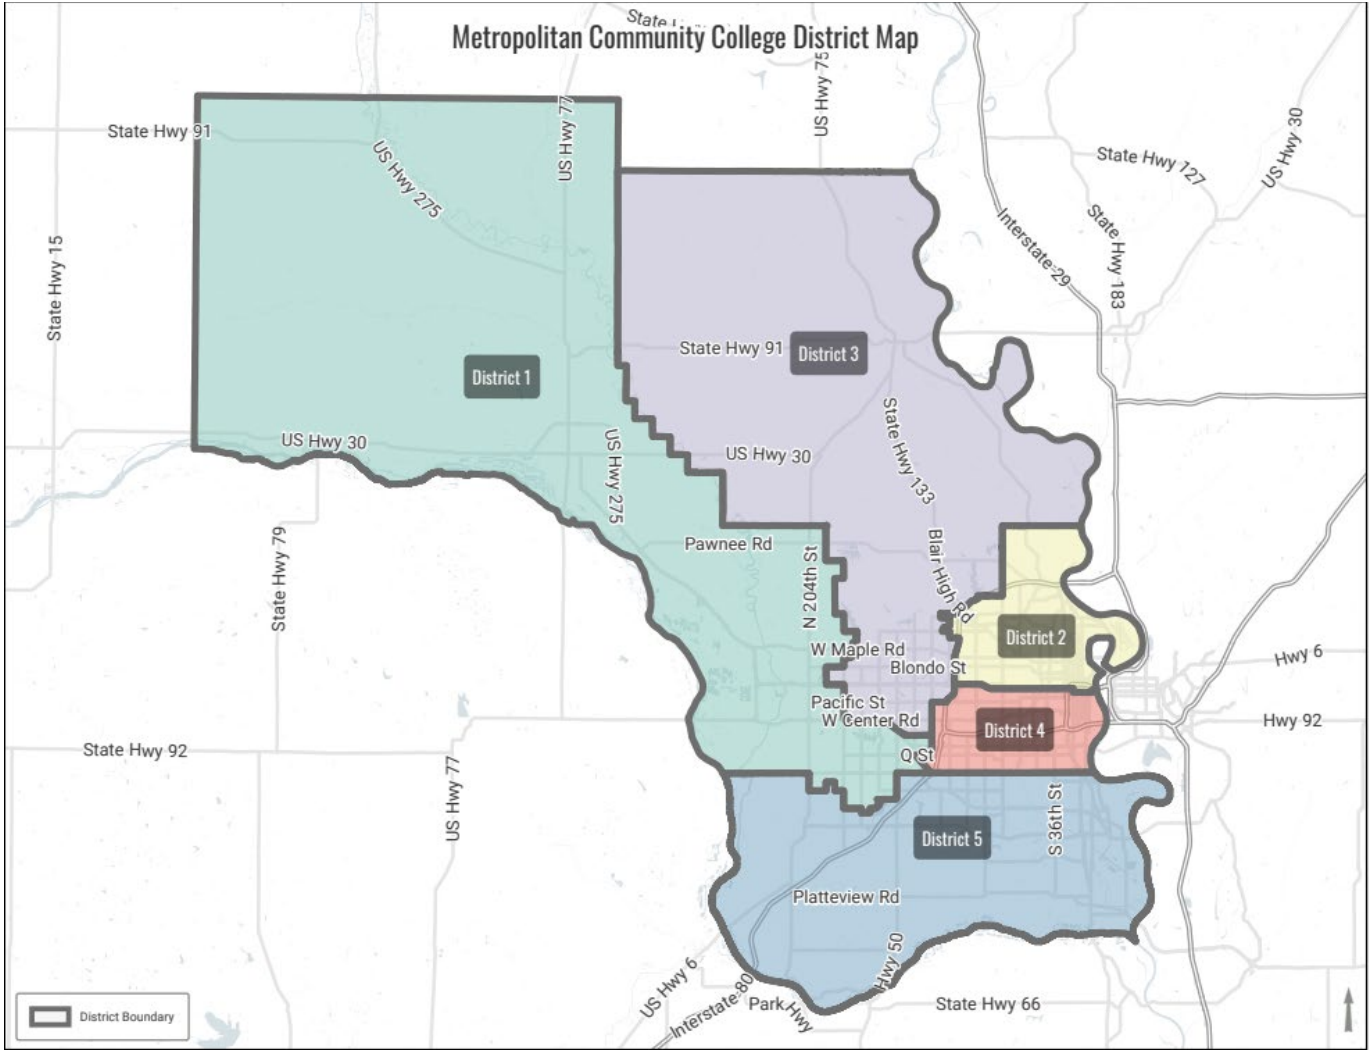 State
Metropolitan Community College District Map
US Hwy 75
State Hwy 91
US Hwy 77
US Hwy 275
State Hwy 127
US Hwy 30
State Hwy 183
Interstate-29
State Hwy 15
State Hwy 91
District 3
District 1
US Hwy 30
US Hwy 275
US Hwy 30
State Hwy 133
State Hwy 79
Pawnee Rd
N 204th St
Blair High Rd
District 2
W Maple Rd
Blondo St
Hwy 6
Pacific St
W Center Rd
District 4
Hwy 92
State Hwy 92
Q St
US Hwy 77
S 36th St
District 5
Platteview Rd
Hwy 50
US Hwy 6
Interstate-80
Park Hwy
State Hwy 66
District Boundary